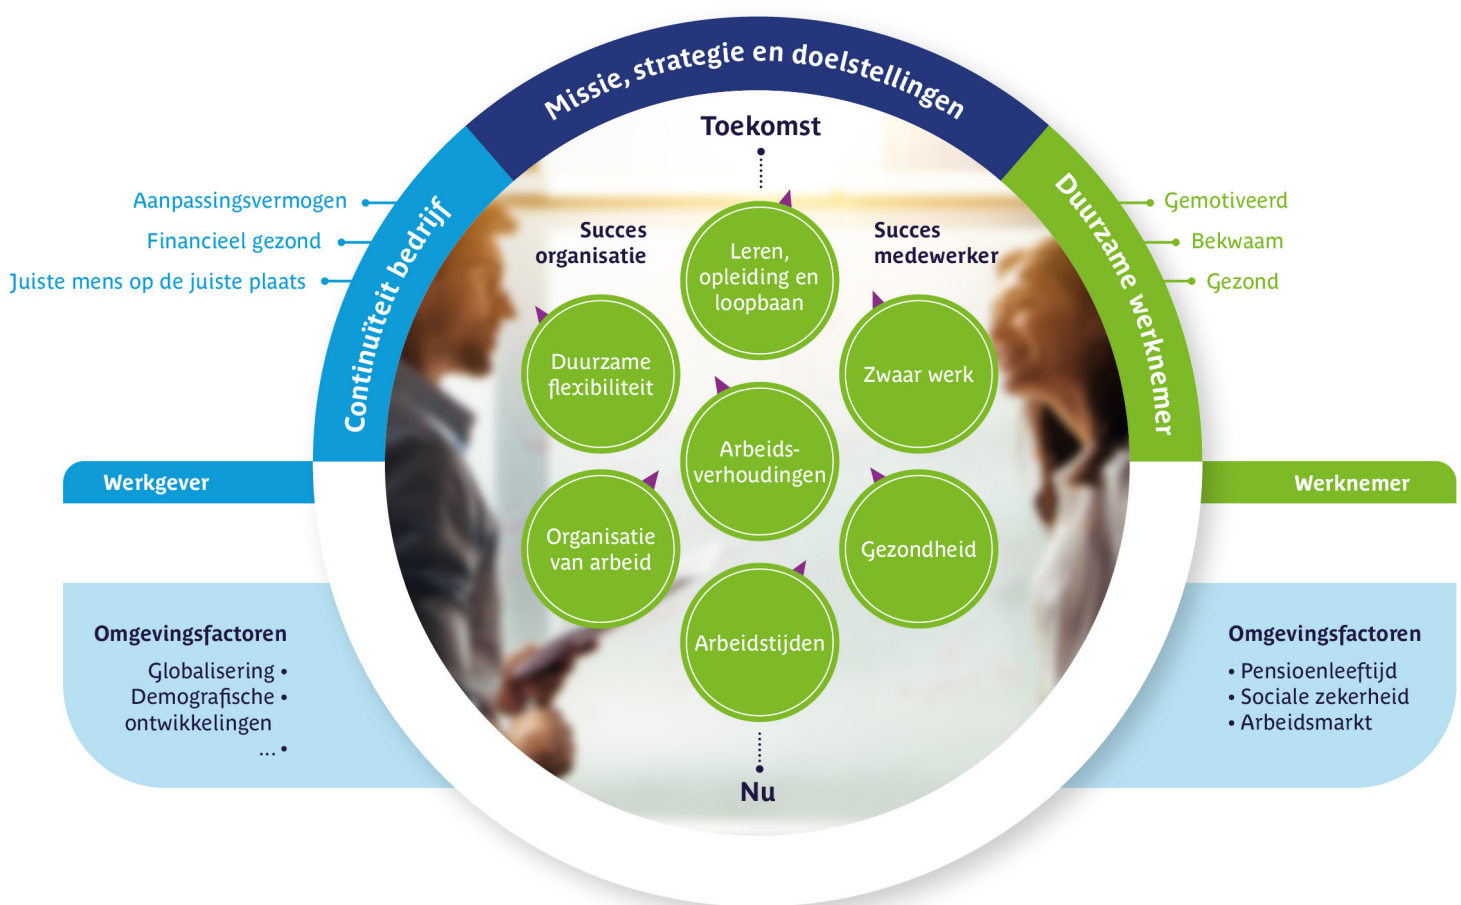 Missie, strategie en doelstellingen
Toekomst
Continuïteit bedrijf
Duurzame werknemer
Aanpassingsvermogen
Financieel gezond
Juiste mens op de juiste plaats
Gemotiveerd
Bekwaam
Gezond
Succes
organisatie
Succes
medewerker
Leren,
opleiding en
loopbaan
Duurzame
flexibiliteit
Zwaar werk
Arbeids-
verhoudingen
Organisatie
van arbeid
Gezondheid
Arbeidstijden
Nu
Werkgever
Werknemer
Omgevingsfactoren
Globalisering •
Demografische •
ontwikkelingen
... •
Omgevingsfactoren
• Pensioenleeftijd
• Sociale zekerheid
• Arbeidsmarkt